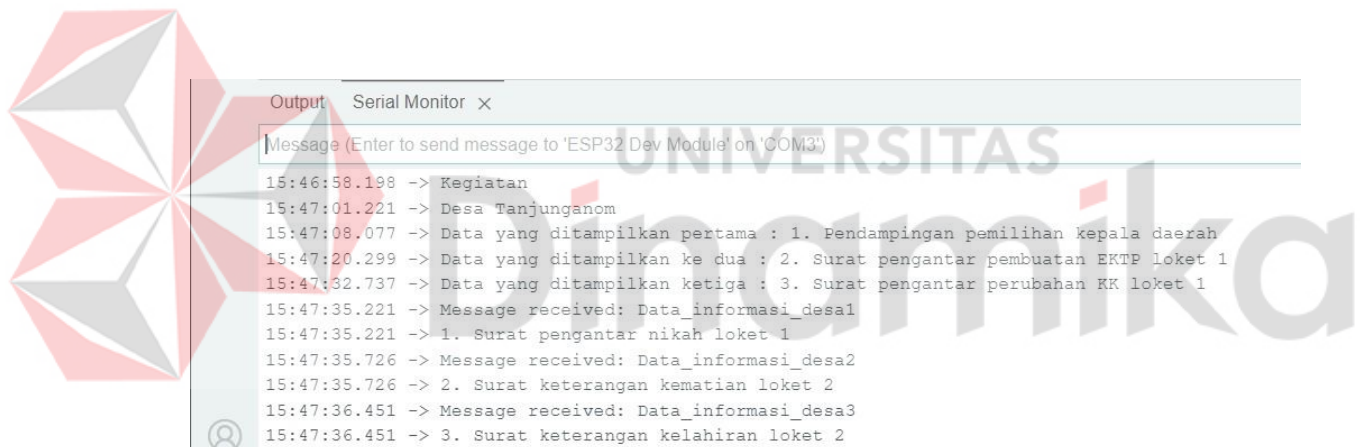 UNIVERSITAS
Dinamika
Output Serial Monitor ×
Message (Enter to send message to 'ESP32 Dev Module' on 'COM3')
15:46:58.198 -> Kegiatan
15:47:01.221 -> Desa Tanjunganom
15:47:08.077 -> Data yang ditampilkan pertama : 1. Pendampingan pemilihan kepala daerah
15:47:20.299 -> Data yang ditampilkan ke dua : 2. Surat pengantar pembuatan EKTP loket 1
15:47:32.737 -> Data yang ditampilkan ketiga : 3. Surat pengantar perubahan KK loket 1
15:47:35.221 -> Message received: Data_informasi_desa1
15:47:35.221 -> 1. Surat pengantar nikah loket 1
15:47:35.726 -> Message received: Data_informasi_desa2
15:47:35.726 -> 2. Surat keterangan kematian loket 2
15:47:36.451 -> Message received: Data_informasi_desa3
15:47:36.451 -> 3. Surat keterangan kelahiran loket 2